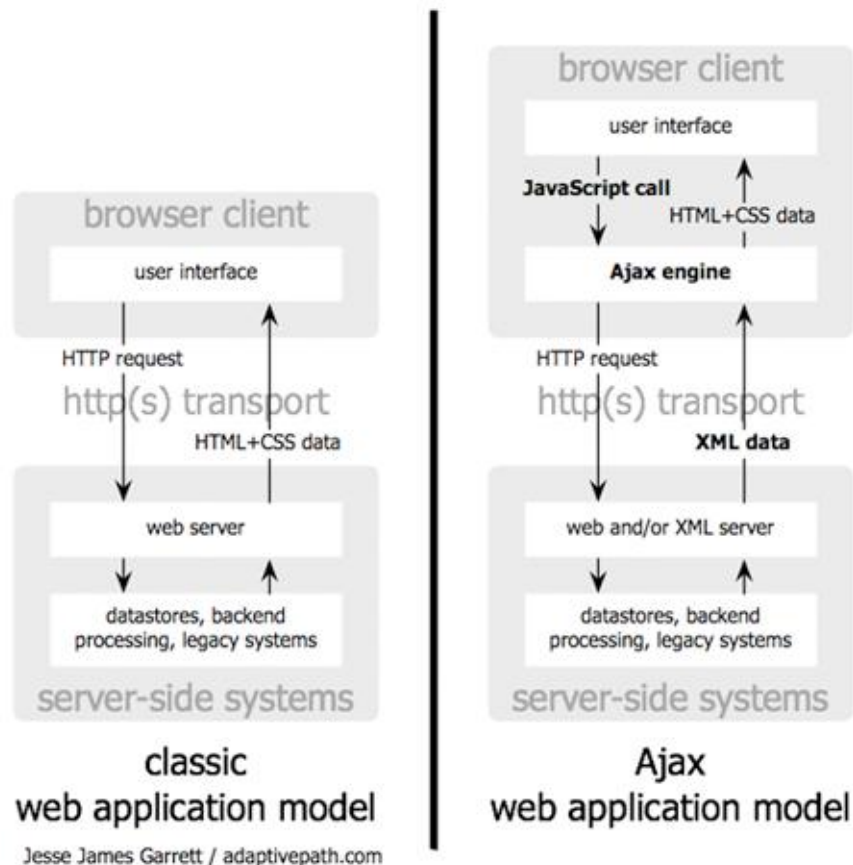 browser client
user interface
HTTP request
http(s) transport
HTML+CSS data
web server
datastores, backend
processing, legacy systems
server-side systems
classic
web application model
Jesse James Garrett / adaptivepath.com
browser client
user interface
JavaScript call
HTML+CSS data
Ajax engine
HTTP request
http(s) transport
XML data
web and/or XML server
datastores, backend
processing, legacy systems
server-side systems
Ajax
web application model